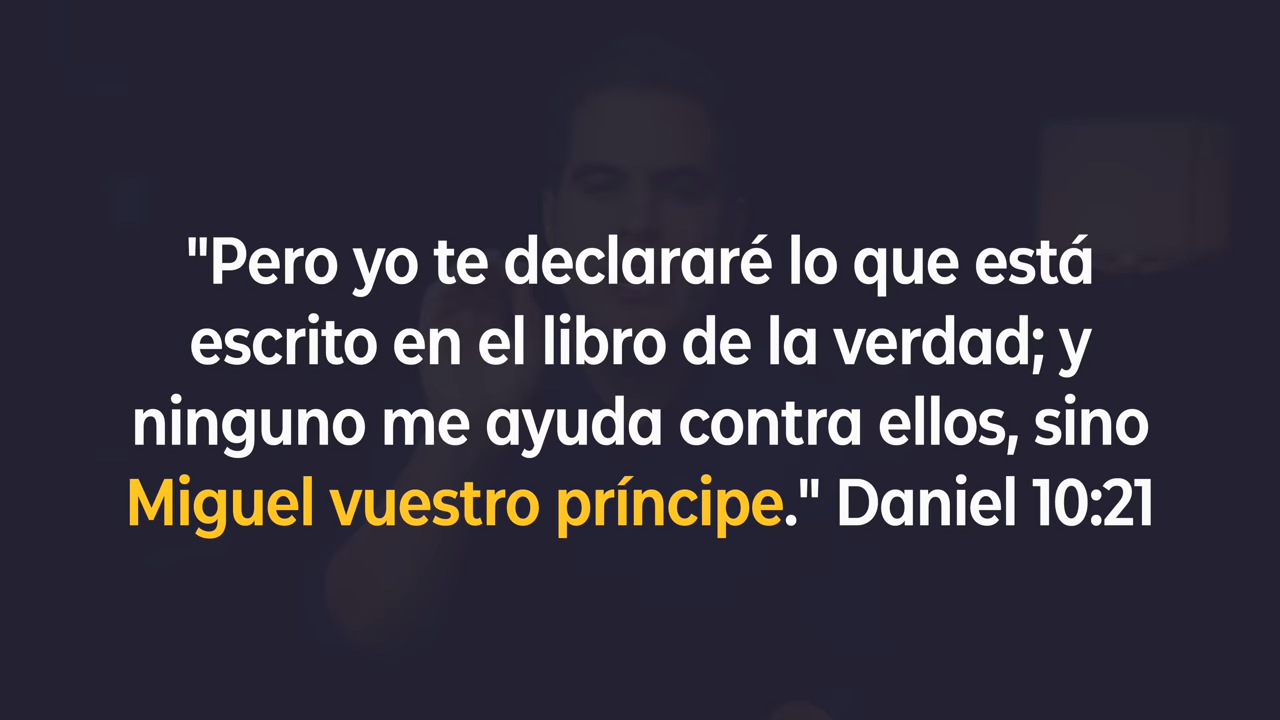 "Pero yo te declararé lo que está
escrito en el libro de la verdad; y
ninguno me ayuda contra ellos, sino
Miguel vuestro príncipe." Daniel 10:21